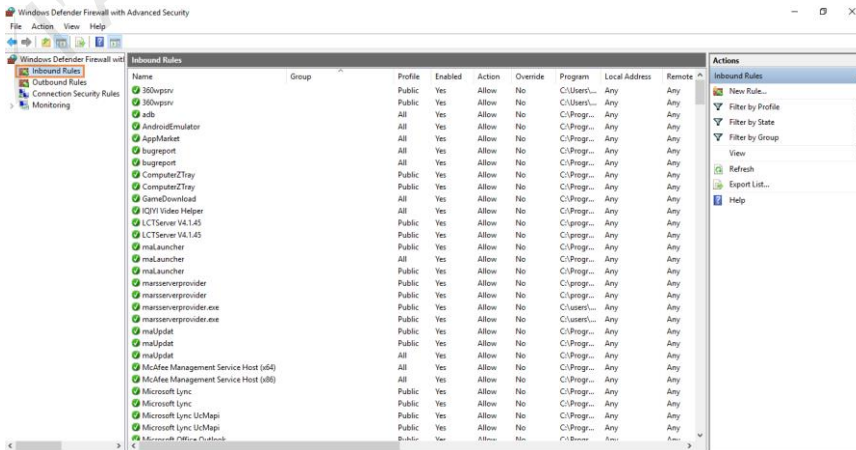 Windows Defender Firewall with Advanced Security
File Action View Help
Windows Defender Firewall witl
Inbound Rules
Outbound Rules
Connection Security Rules
Monitoring
Inbound Rules
Name Group Profile Enabled Action Override Program Local Address Remote
360wpsrv Public Yes Allow No C:\Users\... Any Any
360wpsrv Public Yes Allow No C:\Users\... Any Any
adb All Yes Allow No C:\Progr... Any Any
AndroidEmulator All Yes Allow No C:\Progr... Any Any
AppMarket All Yes Allow No C:\Progr... Any Any
bugreport All Yes Allow No C:\Progr... Any Any
bugreport All Yes Allow No C:\Progr... Any Any
ComputerZTray Public Yes Allow No C:\Progr... Any Any
ComputerZTray Public Yes Allow No C:\Progr... Any Any
GameDownload All Yes Allow No C:\Progr... Any Any
IQIYI Video Helper All Yes Allow No C:\Progr... Any Any
LCTServer V4.1.45 Public Yes Allow No C:\progr... Any Any
LCTServer V4.1.45 Public Yes Allow No C:\progr... Any Any
maLauncher Public Yes Allow No C:\Progr... Any Any
maLauncher All Yes Allow No C:\Progr... Any Any
maLauncher Public Yes Allow No C:\Progr... Any Any
marsserverprovider Public Yes Allow No C:\progr... Any Any
marsserverprovider Public Yes Allow No C:\progr... Any Any
marsserverprovider.exe Public Yes Allow No C:\users\... Any Any
marsserverprovider.exe Public Yes Allow No C:\users\... Any Any
maUpdat Public Yes Allow No C:\Progr... Any Any
maUpdat Public Yes Allow No C:\Progr... Any Any
maUpdat All Yes Allow No C:\Progr... Any Any
McAfee Management Service Host (x64) All Yes Allow No C:\Progr... Any Any
McAfee Management Service Host (x86) All Yes Allow No C:\Progr... Any Any
Microsoft Lync Public Yes Allow No C:\Progr... Any Any
Microsoft Lync Public Yes Allow No C:\Progr... Any Any
Microsoft Lync UcMapi Public Yes Allow No C:\Progr... Any Any
Microsoft Lync UcMapi Public Yes Allow No C:\Progr... Any Any
Microsoft Office Outlook Public Yes Allow No C:\Progr... Any Any
Actions
Inbound Rules
New Rule...
Filter by Profile
Filter by State
Filter by Group
View
Refresh
Export List...
Help